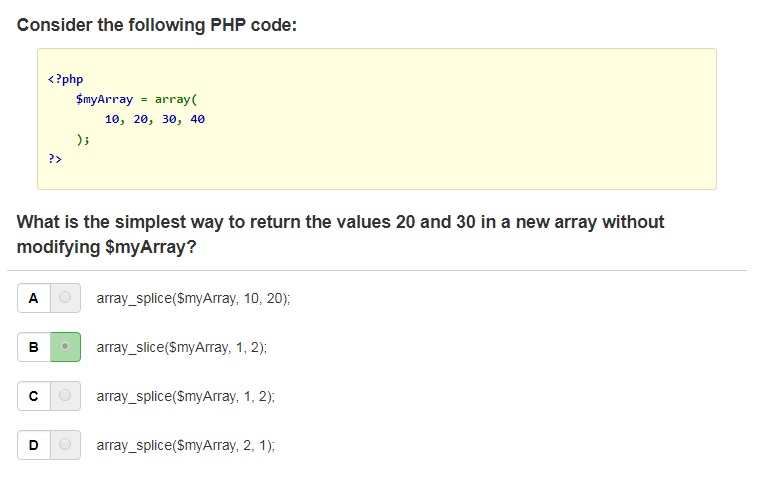 Consider the following PHP code:
<?php
$myArray = array(
10, 20, 30, 40
);
?>
What is the simplest way to return the values 20 and 30 in a new array without
modifying $myArray?
A array_splice($myArray, 10, 20);
B array_slice($myArray, 1, 2);
C array_splice($myArray, 1, 2);
D array_splice($myArray, 2, 1);